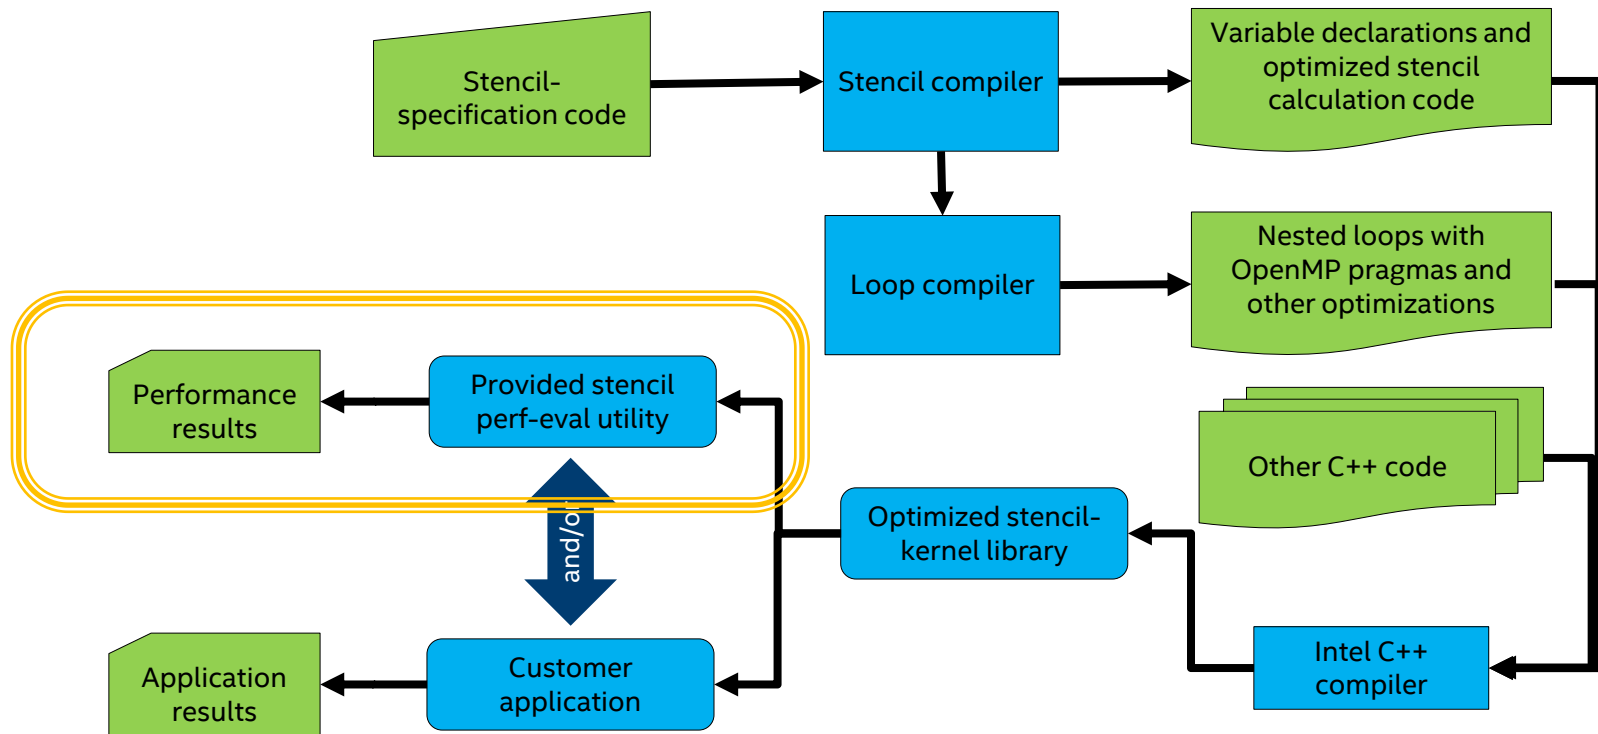 Stencil-
specification code
Stencil compiler
Variable declarations and
optimized stencil
calculation code
Loop compiler
Nested loops with
OpenMP pragmas and
other optimizations
Performance
results
Provided stencil
perf-eval utility
Other C++ code
and/or
Optimized stencil-
kernel library
Application
results
Customer
application
Intel C++
compiler